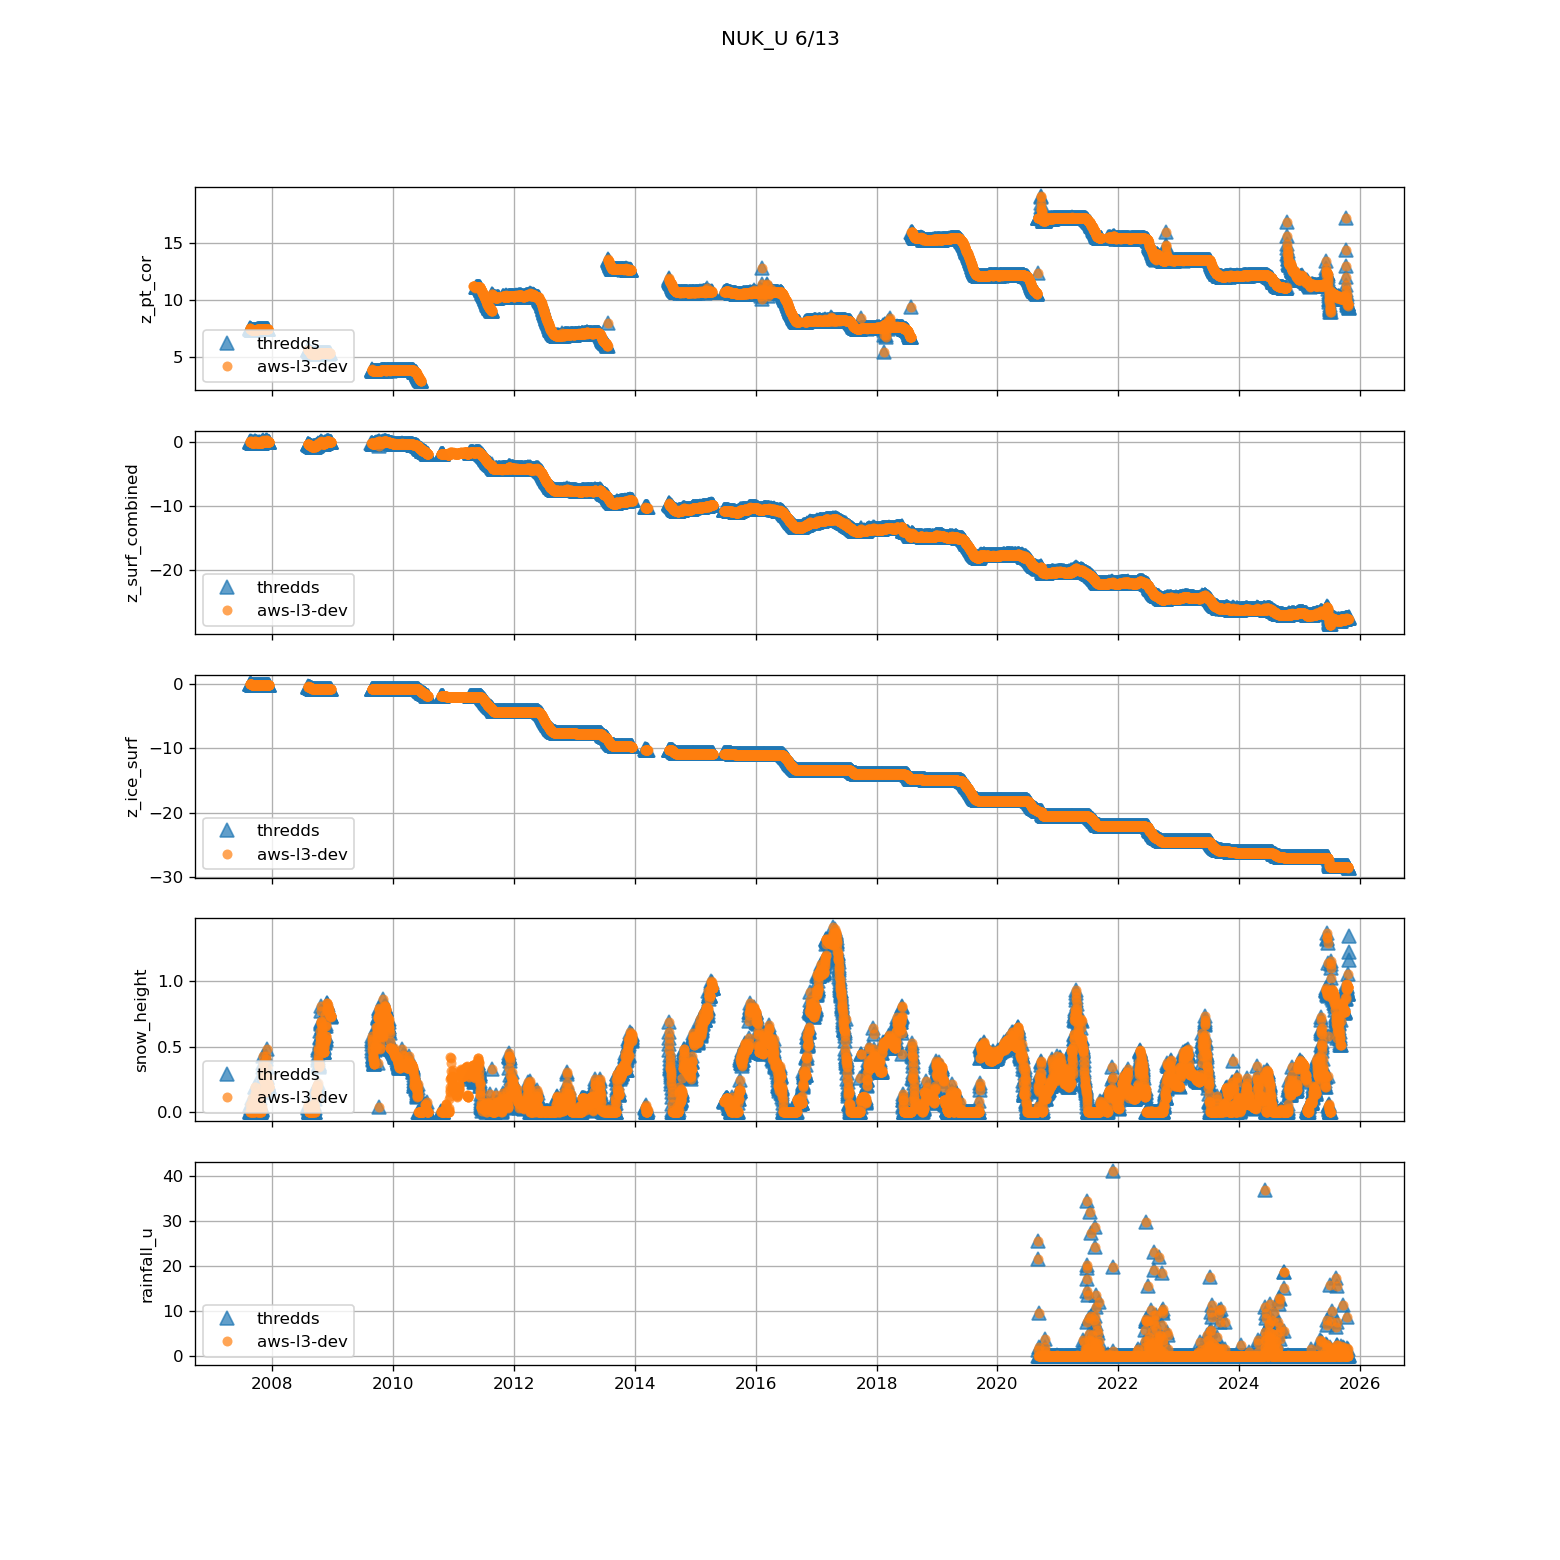 NUK_U 6/13
z_pt_cor
15
10
5
thredds
aws-l3-dev
z_surf_combined
0
−10
−20
thredds
aws-l3-dev
z_ice_surf
0
−10
−20
−30
thredds
aws-l3-dev
snow_height
1.0
0.5
0.0
thredds
aws-l3-dev
rainfall_u
40
30
20
10
0
thredds
aws-l3-dev
2008 2010 2012 2014 2016 2018 2020 2022 2024 2026